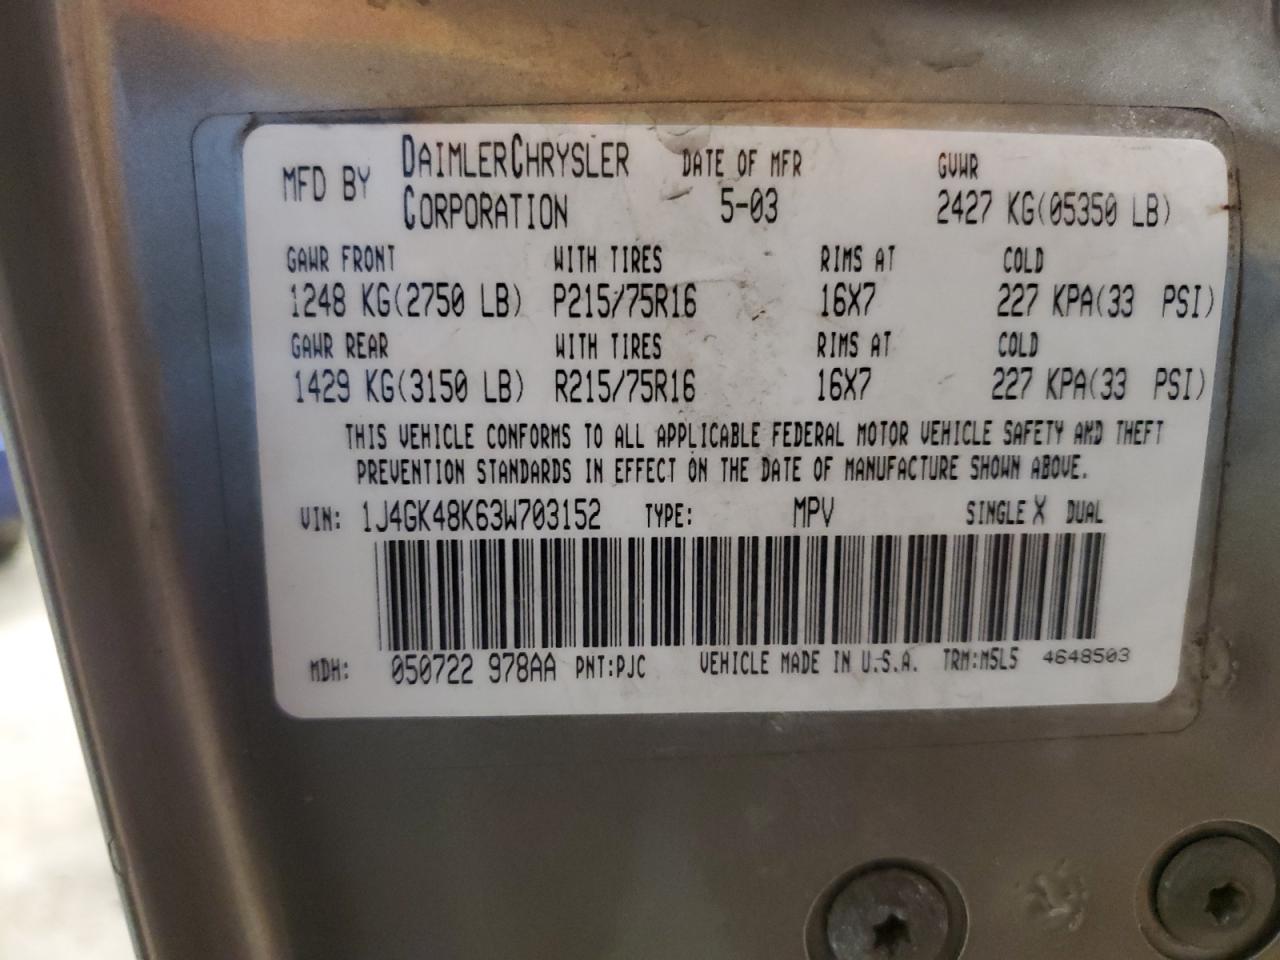 MFD BY DAIMLERCHRYSLER CORPORATION DATE OF MFR 5-03 GVWR 2427 KG(05350 LB)
GAWR FRONT WITH TIRES RIMS AT COLD
1248 KG(2750 LB) P215/75R16 16X7 227 KPA(33 PSI)
GAWR REAR WITH TIRES RIMS AT COLD
1429 KG(3150 LB) R215/75R16 16X7 227 KPA(33 PSI)
THIS VEHICLE CONFORMS TO ALL APPLICABLE FEDERAL MOTOR VEHICLE SAFETY AND THEFT
PREVENTION STANDARDS IN EFFECT ON THE DATE OF MANUFACTURE SHOWN ABOVE.
VIN: 1J4GK48K63W703152 TYPE: MPV SINGLE X DUAL
MDH: 050722 978AA PNT:PJC VEHICLE MADE IN U.S.A. TRM:MSL5 4648503